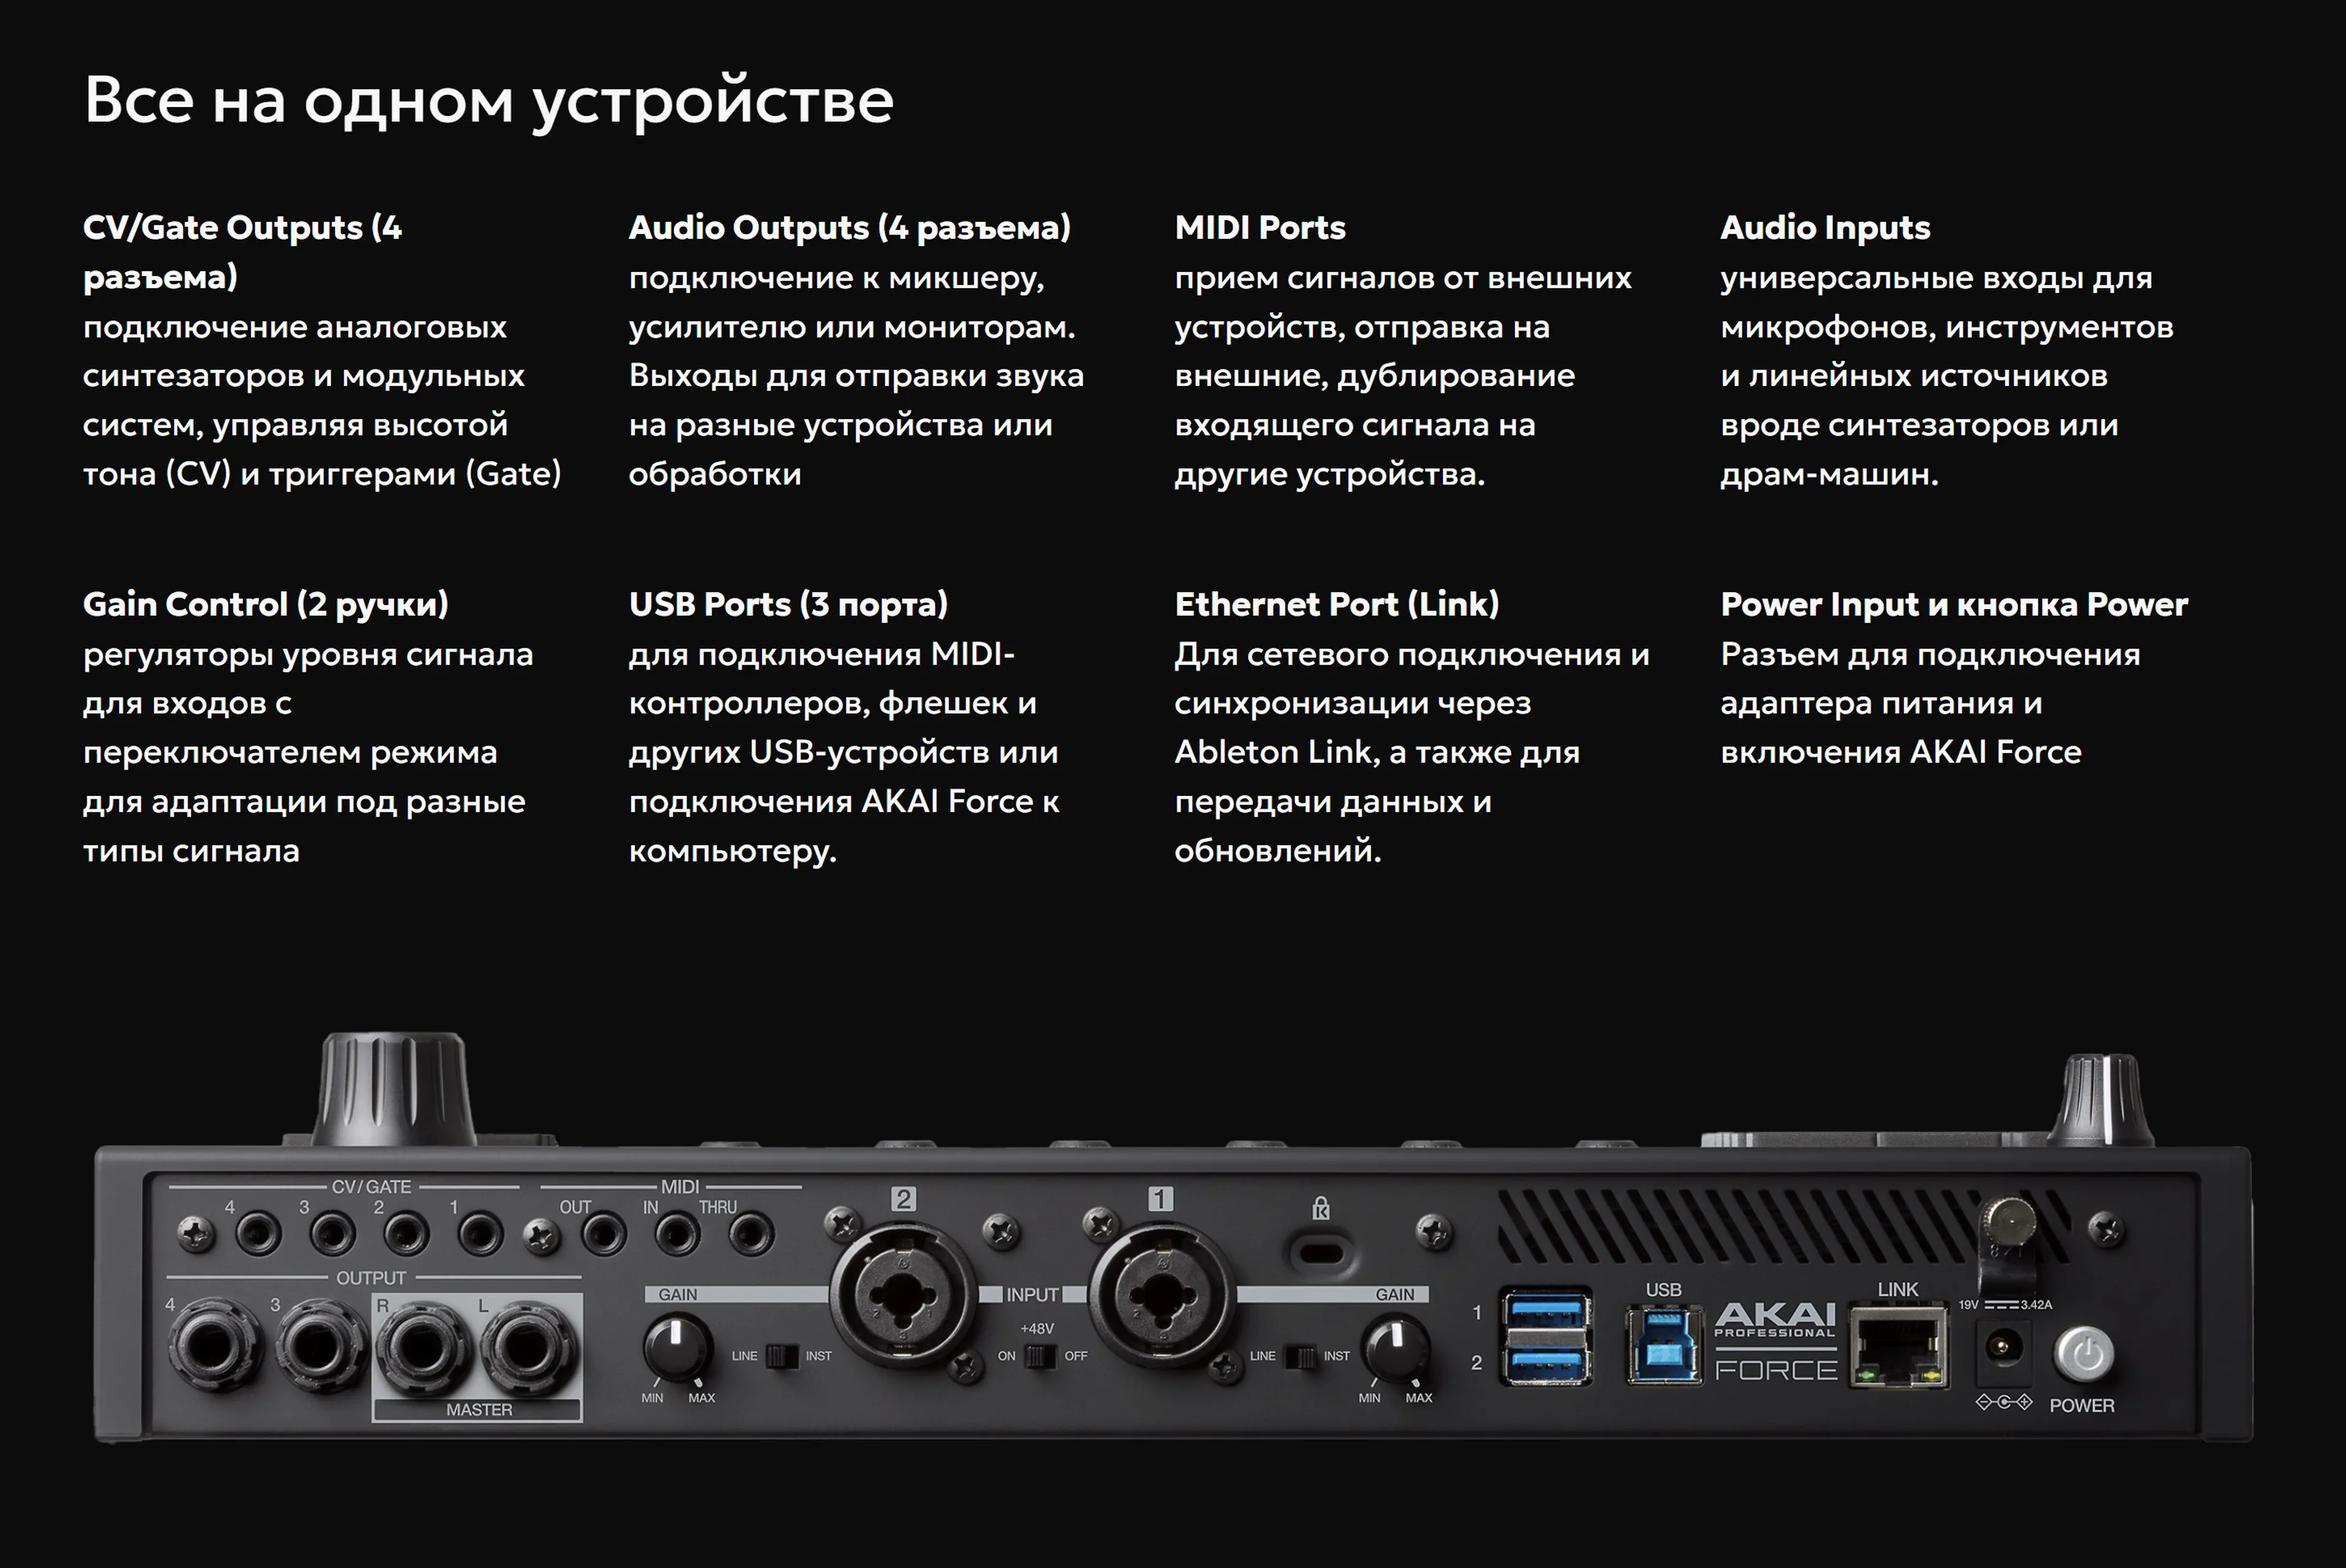 Все на одном устройстве
CV/Gate Outputs (4
разъема)
подключение аналоговых
синтезаторов и модульных
систем, управляя высотой
тона (CV) и триггерами (Gate)
Audio Outputs (4 разъема)
подключение к микшеру,
усилителю или мониторам.
Выходы для отправки звука
на разные устройства или
обработки
MIDI Ports
прием сигналов от внешних
устройств, отправка на
внешние, дублирование
входящего сигнала на
другие устройства.
Audio Inputs
универсальные входы для
микрофонов, инструментов
и линейных источников
вроде синтезаторов или
драм-машин.
Gain Control (2 ручки)
регуляторы уровня сигнала
для входов с
переключателем режима
для адаптации под разные
типы сигнала
USB Ports (3 порта)
для подключения MIDI-
контроллеров, флешек и
других USB-устройств или
подключения AKAI Force к
компьютеру.
Ethernet Port (Link)
Для сетевого подключения и
синхронизации через
Ableton Link, а также для
передачи данных и
обновлений.
Power Input и кнопка Power
Разъем для подключения
адаптера питания и
включения AKAI Force
CV/GATE
4 3 2 1
MIDI
OUT IN THRU
OUTPUT
4 3 R L
MASTER
GAIN
MIN MAX
LINE INST
2
INPUT
+48V
ON OFF
1
LINE INST
GAIN
MIN MAX
K
1
2
USB
AKAI
PROFESSIONAL
FORCE
LINK
19V 3.42A
POWER